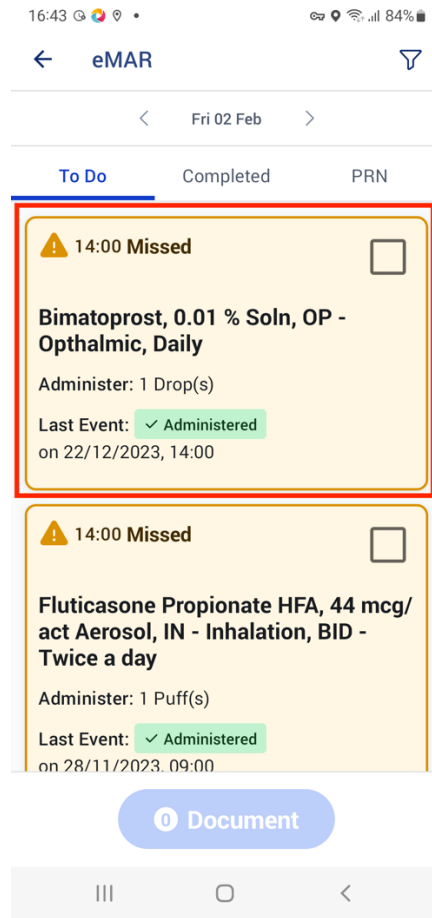 16:43
84%
eMAR
Fri 02 Feb
To Do Completed PRN
14:00 Missed
Bimatoprost, 0.01 % Soln, OP -
Opthalmic, Daily
Administer: 1 Drop(s)
Last Event: Administered
on 22/12/2023, 14:00
14:00 Missed
Fluticasone Propionate HFA, 44 mcg/
act Aerosol, IN - Inhalation, BID -
Twice a day
Administer: 1 Puff(s)
Last Event: Administered
on 28/11/2023, 09:00
0 Document